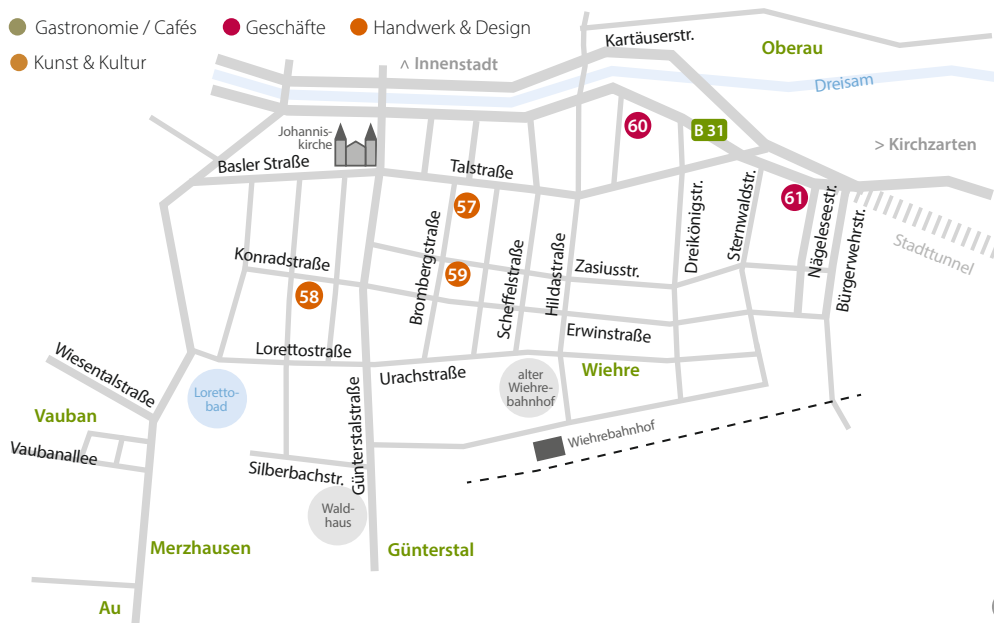 Gastronomie / Cafés
Geschäfte
Handwerk & Design
Kunst & Kultur
Kartäuserstr.
Oberau
^ Innenstadt
Dreisam
60
B 31
Johannis-
kirche
> Kirchzarten
Basler Straße
Talstraße
57
61
Dreikönigstr.
Sternwaldstr.
Nägeleseestr.
Bürgerwehrstr.
Stadttunnel
Konradstraße
58
Brombergstraße
59
Scheffelstraße
Hildastraße
Zasiusstr.
Erwinstraße
Lorettostraße
Urachstraße
Wiehre
alter
Wiehre-
bahnhof
Wiesentalstraße
Loretto-
bad
Vauban
Vaubanallee
Günterstalstraße
Wiehrebahnhof
Silberbachstr.
Wald-
haus
Merzhausen
Günterstal
Au